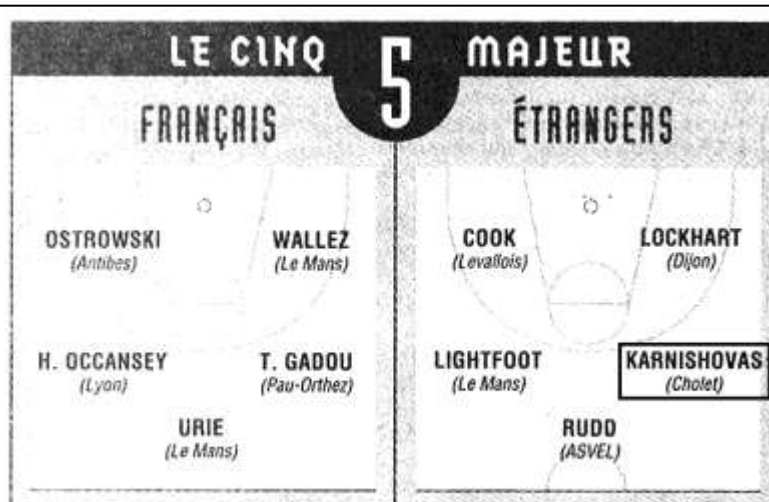 LE CINQ 5 MAJEUR
FRANÇAIS
OSTROWSKI
(Antibes)
WALLEZ
(Le Mans)
H. OCCANSEY
(Lyon)
T. GADOU
(Pau-Orthez)
URIE
(Le Mans)
ÉTRANGERS
COOK
(Levallois)
LOCKHART
(Dijon)
LIGHTFOOT
(Le Mans)
KARNISHOVAS
(Cholet)
RUDD
(ASVEL)